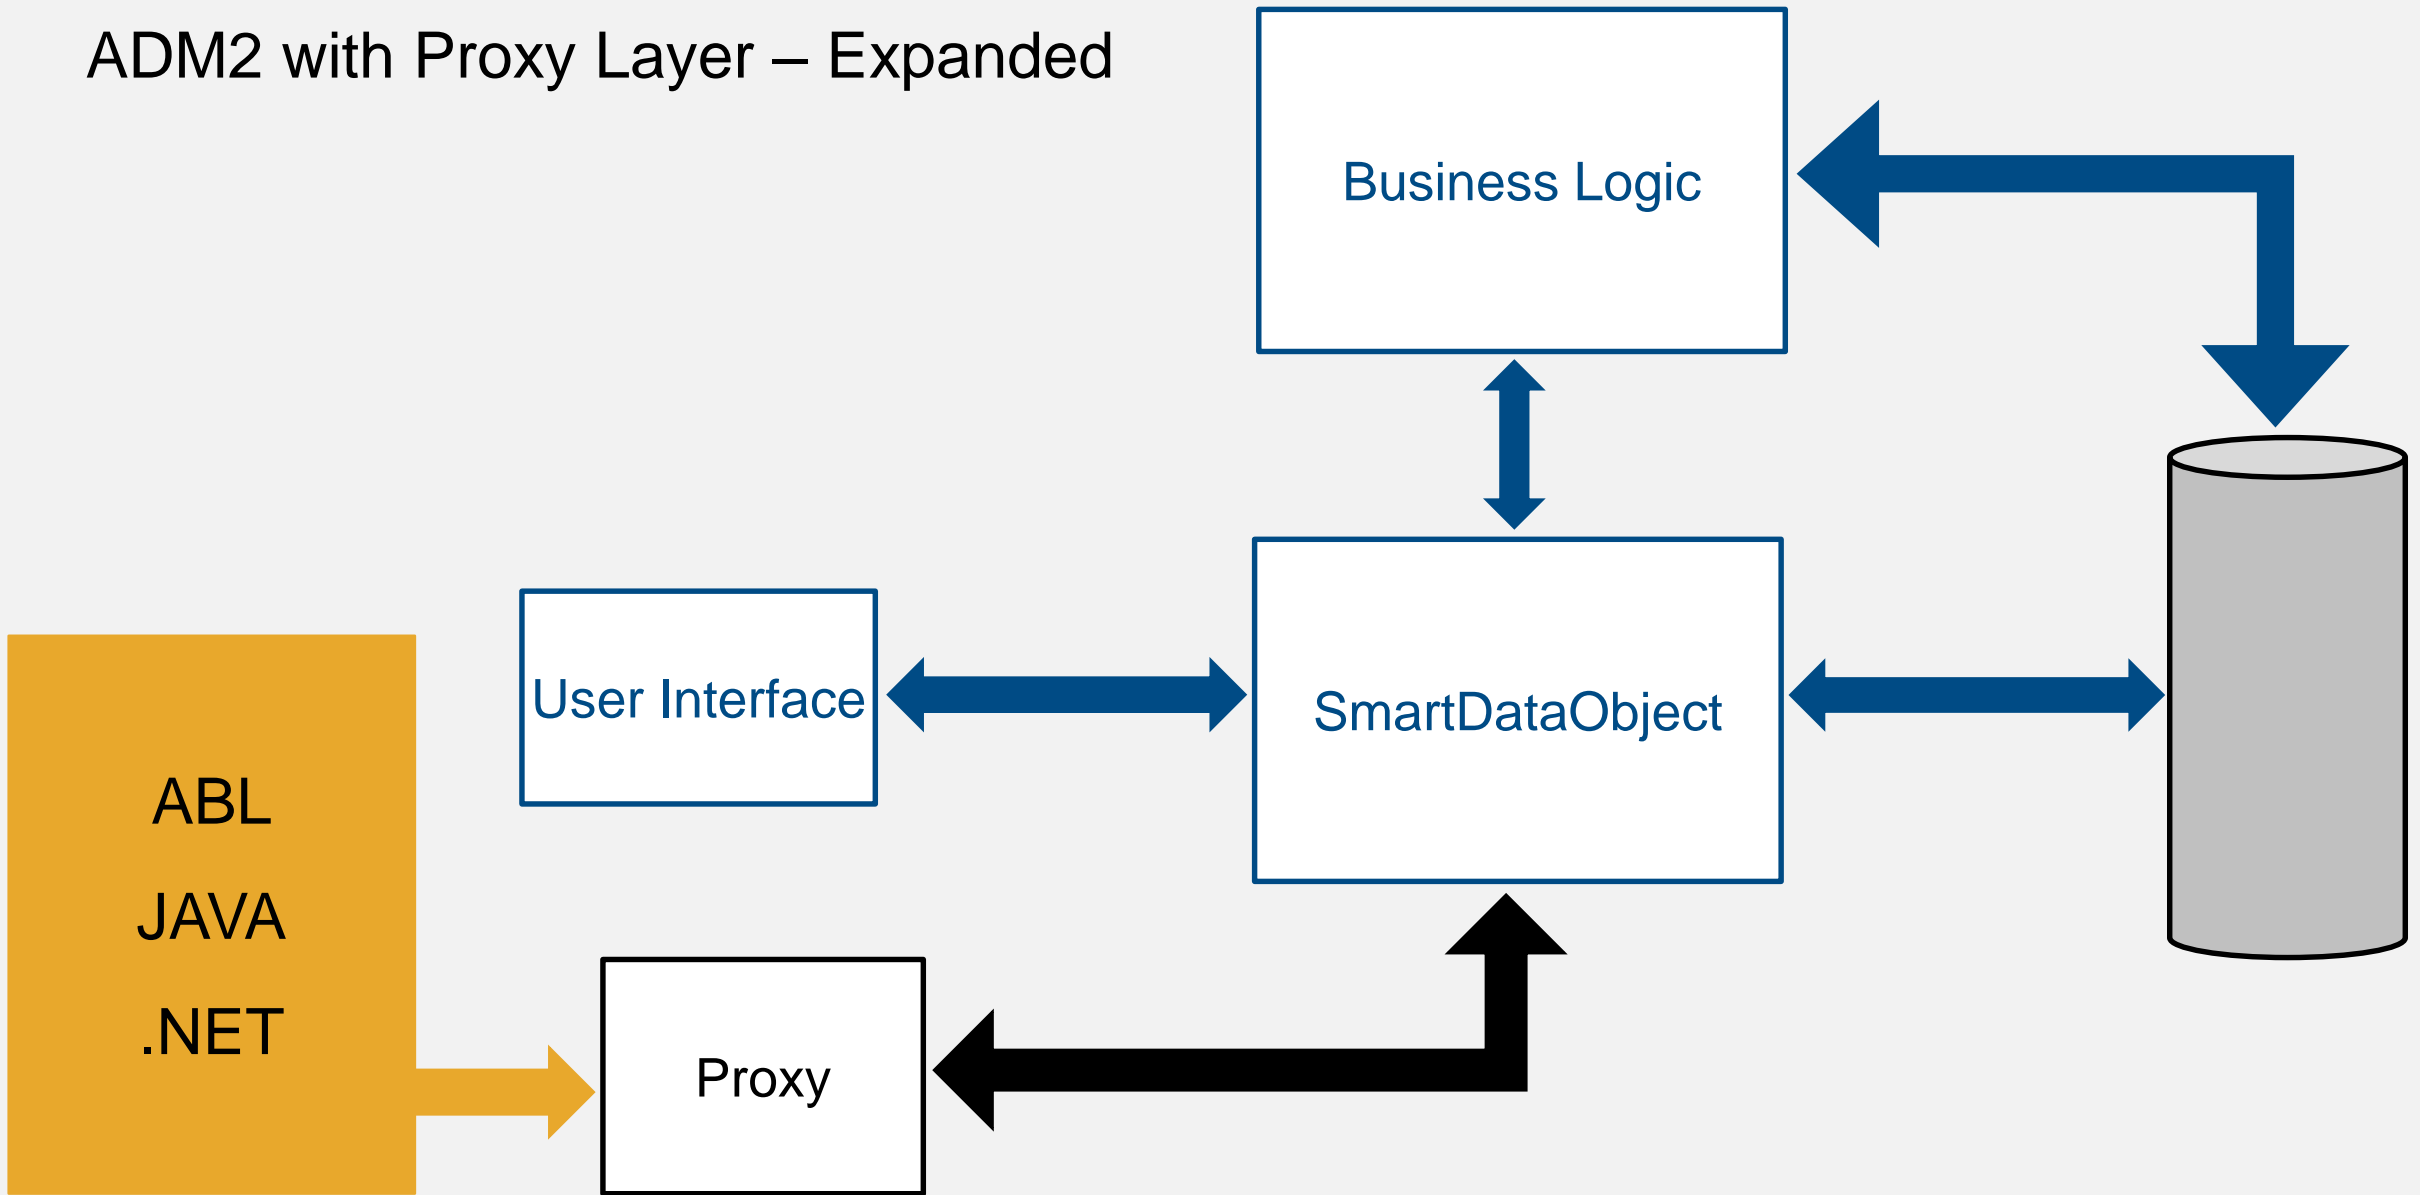 ADM2 with Proxy Layer – Expanded
Business Logic
User Interface
SmartDataObject
ABL
JAVA
.NET
Proxy